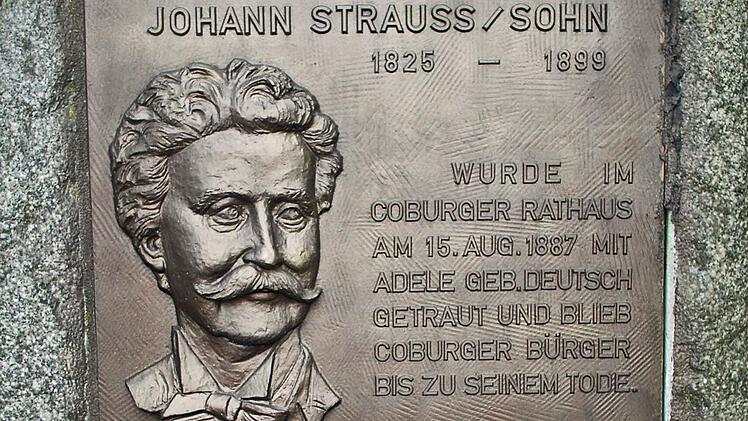 JOHANN STRAUSS/SOHN
1825 — 1899
WURDE IM
COBURGER RATHAUS
AM 15. AUG. 1887 MIT
ADELE GEB. DEUTSCH
GETRAUT UND BLIEB
COBURGER BÜRGER
BIS ZU SEINEM TODE.